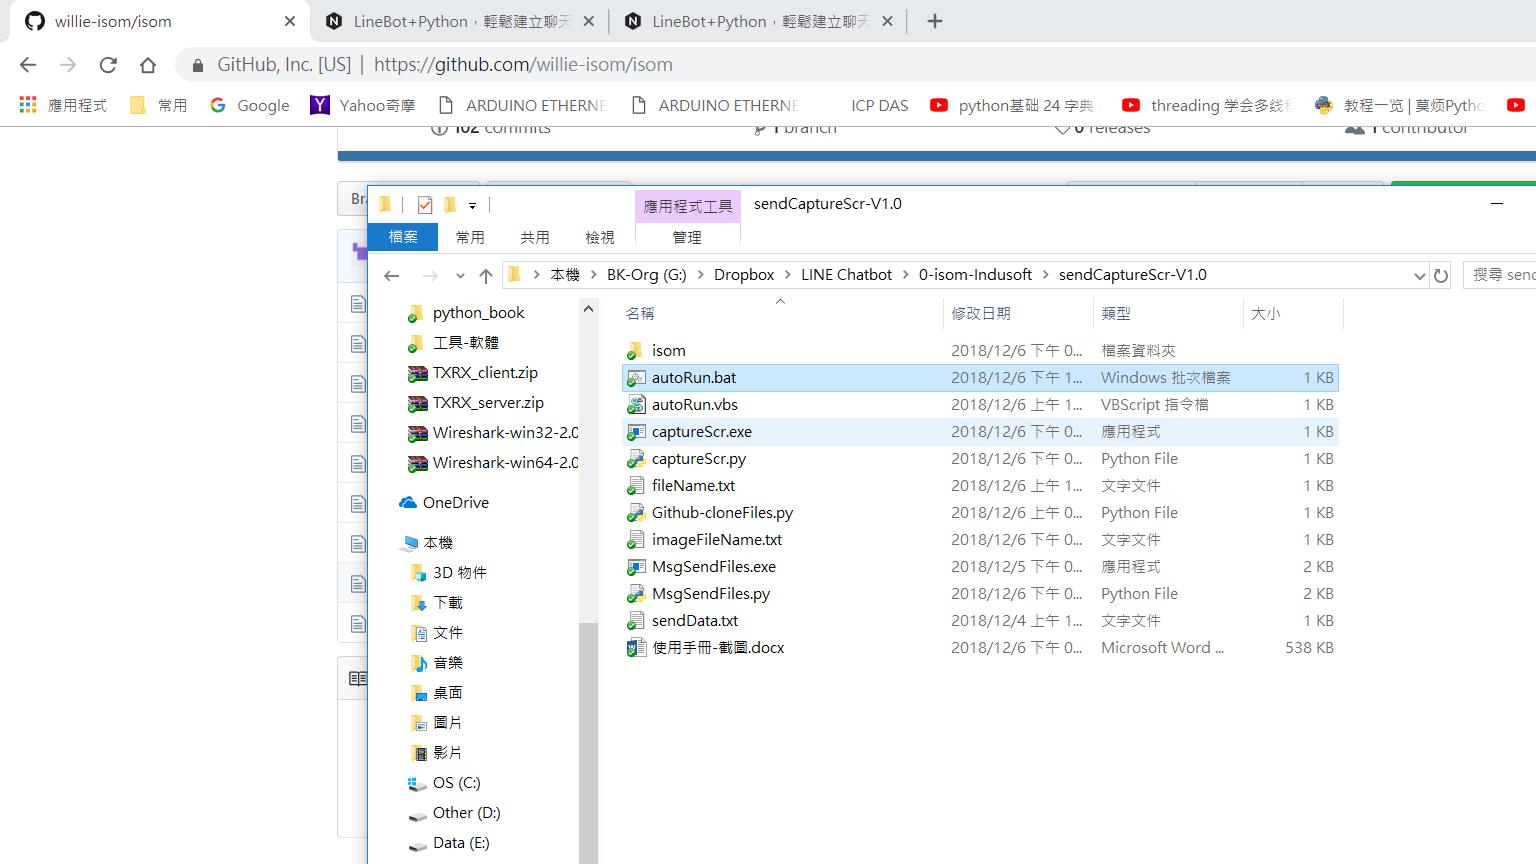 willie-isom/isom
LineBot+Python，輕鬆建立聊天
LineBot+Python，輕鬆建立聊天
GitHub, Inc. [US] | https://github.com/willie-isom/isom
應用程式 常用 Google Yahoo奇摩 ARDUINO ETHERNE ARDUINO ETHERNE ICP DAS python基础 24 字典 threading 学会多线程 教程一览 | 莫烦Pytho
102 commits 1 branch 0 releases 1 contributor
Bra
應用程式工具 sendCaptureScr-V1.0
檔案 常用 共用 檢視 管理
本機 > BK-Org (G:) > Dropbox > LINE Chatbot > 0-isom-Indusoft > sendCaptureScr-V1.0
搜尋 send
python_book
工具-軟體
TXRX_client.zip
TXRX_server.zip
Wireshark-win32-2.0
Wireshark-win64-2.0
OneDrive
本機
3D 物件
下載
文件
音樂
桌面
圖片
影片
OS (C:)
Other (D:)
Data (E:)
名稱 修改日期 類型 大小
isom 2018/12/6 下午 0... 檔案資料夾
autoRun.bat 2018/12/6 下午 1... Windows 批次檔案 1 KB
autoRun.vbs 2018/12/6 上午 1... VBScript 指令檔 1 KB
captureScr.exe 2018/12/6 下午 0... 應用程式 1 KB
captureScr.py 2018/12/6 下午 0... Python File 1 KB
fileName.txt 2018/12/6 上午 1... 文字文件 1 KB
Github-cloneFiles.py 2018/12/6 上午 0... Python File 1 KB
imageFileName.txt 2018/12/6 下午 0... 文字文件 1 KB
MsgSendFiles.exe 2018/12/5 下午 0... 應用程式 2 KB
MsgSendFiles.py 2018/12/6 下午 0... Python File 2 KB
sendData.txt 2018/12/4 上午 1... 文字文件 1 KB
使用手冊-截圖.docx 2018/12/6 下午 0... Microsoft Word ... 538 KB